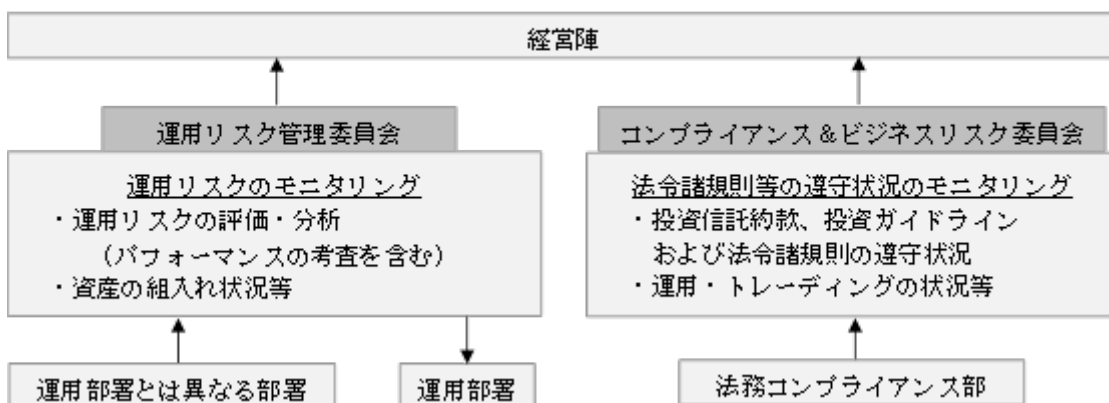 経営陣
運用リスク管理委員会
運用リスクのモニタリング
・運用リスクの評価・分析
（パフォーマンスの考査を含む）
・資産の組入れ状況等
運用部署とは異なる部署
運用部署
コンプライアンス＆ビジネスリスク委員会
法令諸規則等の遵守状況のモニタリング
・投資信託約款、投資ガイドライン
および法令諸規則の遵守状況
・運用・トレーディングの状況等
法務コンプライアンス部